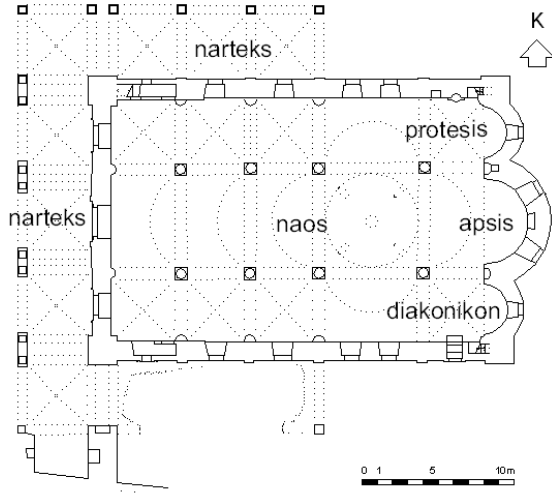 K
narteks
protesis
narteks
naos
apsis
diakonikon
0 1 5 10m